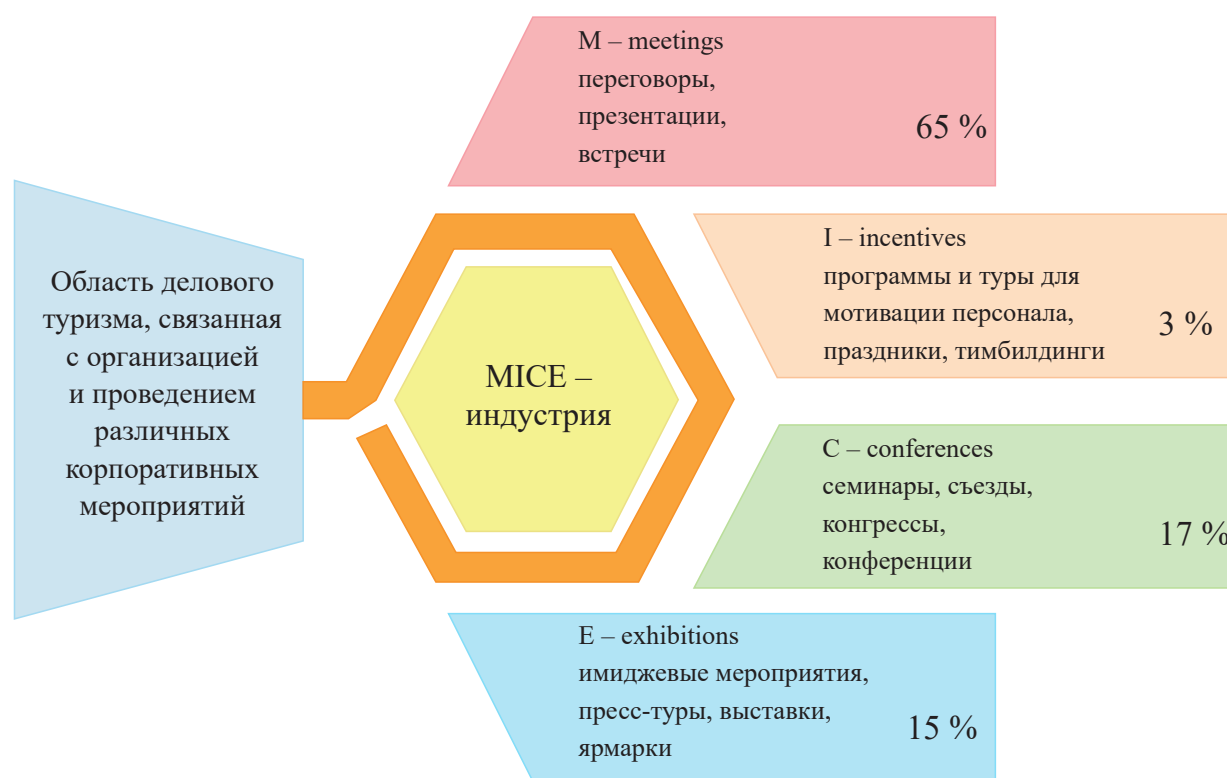 M – meetings
переговоры,
презентации,
встречи
65 %
Область делового
туризма, связанная
с организацией
и проведением
различных
корпоративных
мероприятий
MICE –
индустрия
I – incentives
программы и туры для
мотивации персонала,
праздники, тимбилдинги
3 %
C – conferences
семинары, съезды,
конгрессы,
конференции
17 %
E – exhibitions
имиджевые мероприятия,
пресс-туры, выставки,
ярмарки
15 %